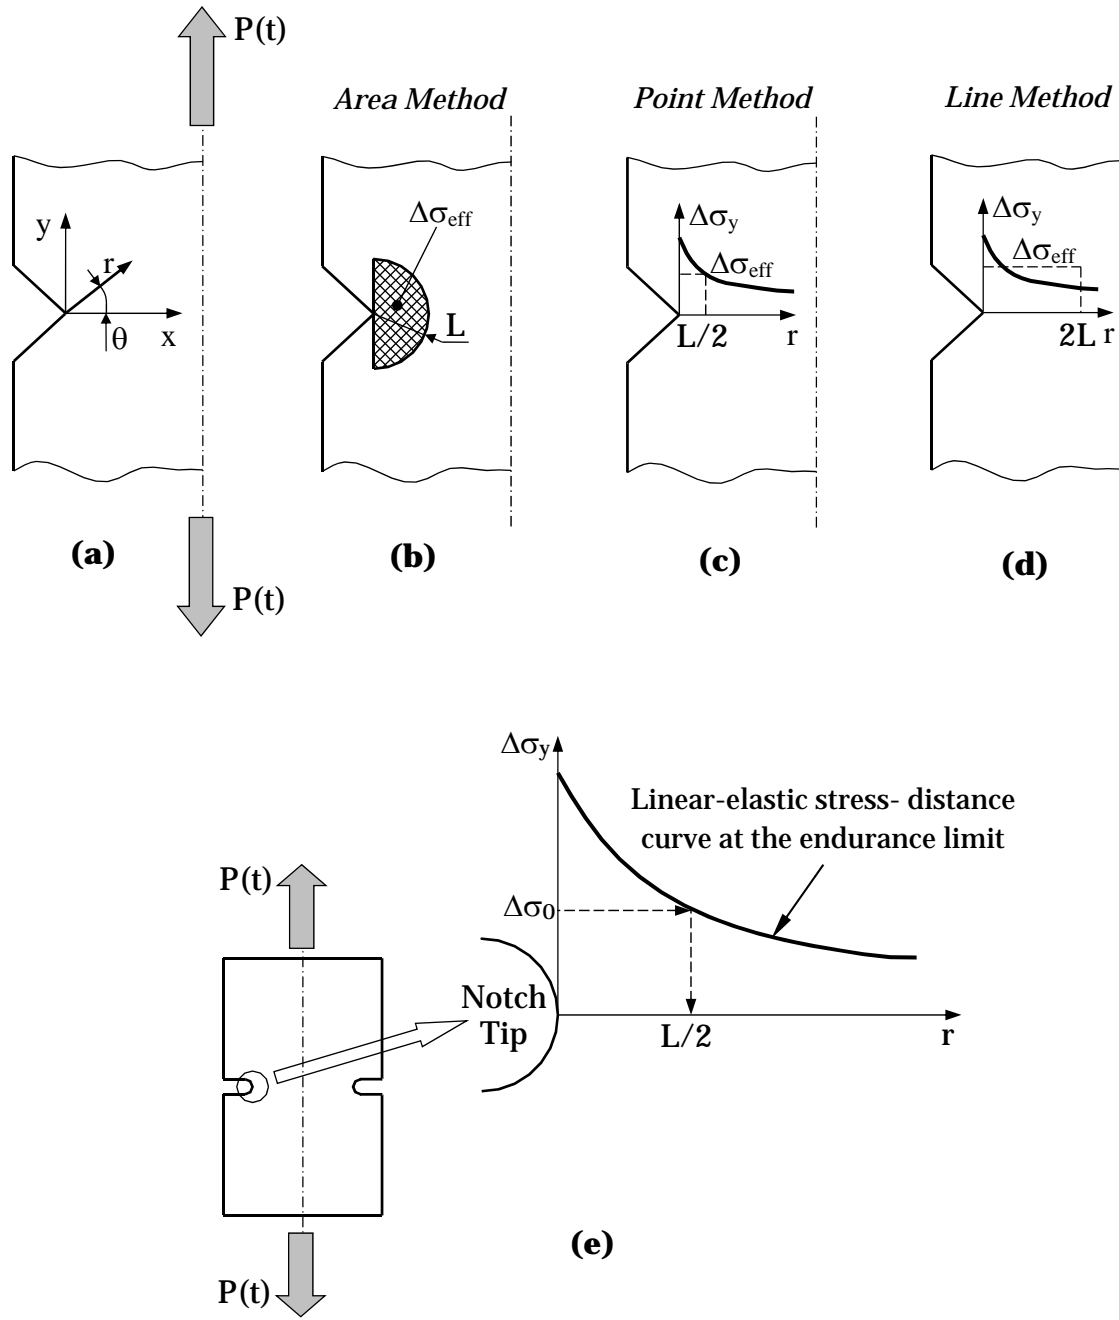 P(t)
Area Method
Point Method
Line Method
y
r
x
θ
Δσeff
L
Δσy
Δσeff
L/2
r
Δσy
Δσeff
2L
r
P(t)
(a)
(b)
(c)
(d)
Δσy
Linear-elastic stress- distance
curve at the endurance limit
Δσ0
Notch
Tip
L/2
r
P(t)
P(t)
(e)